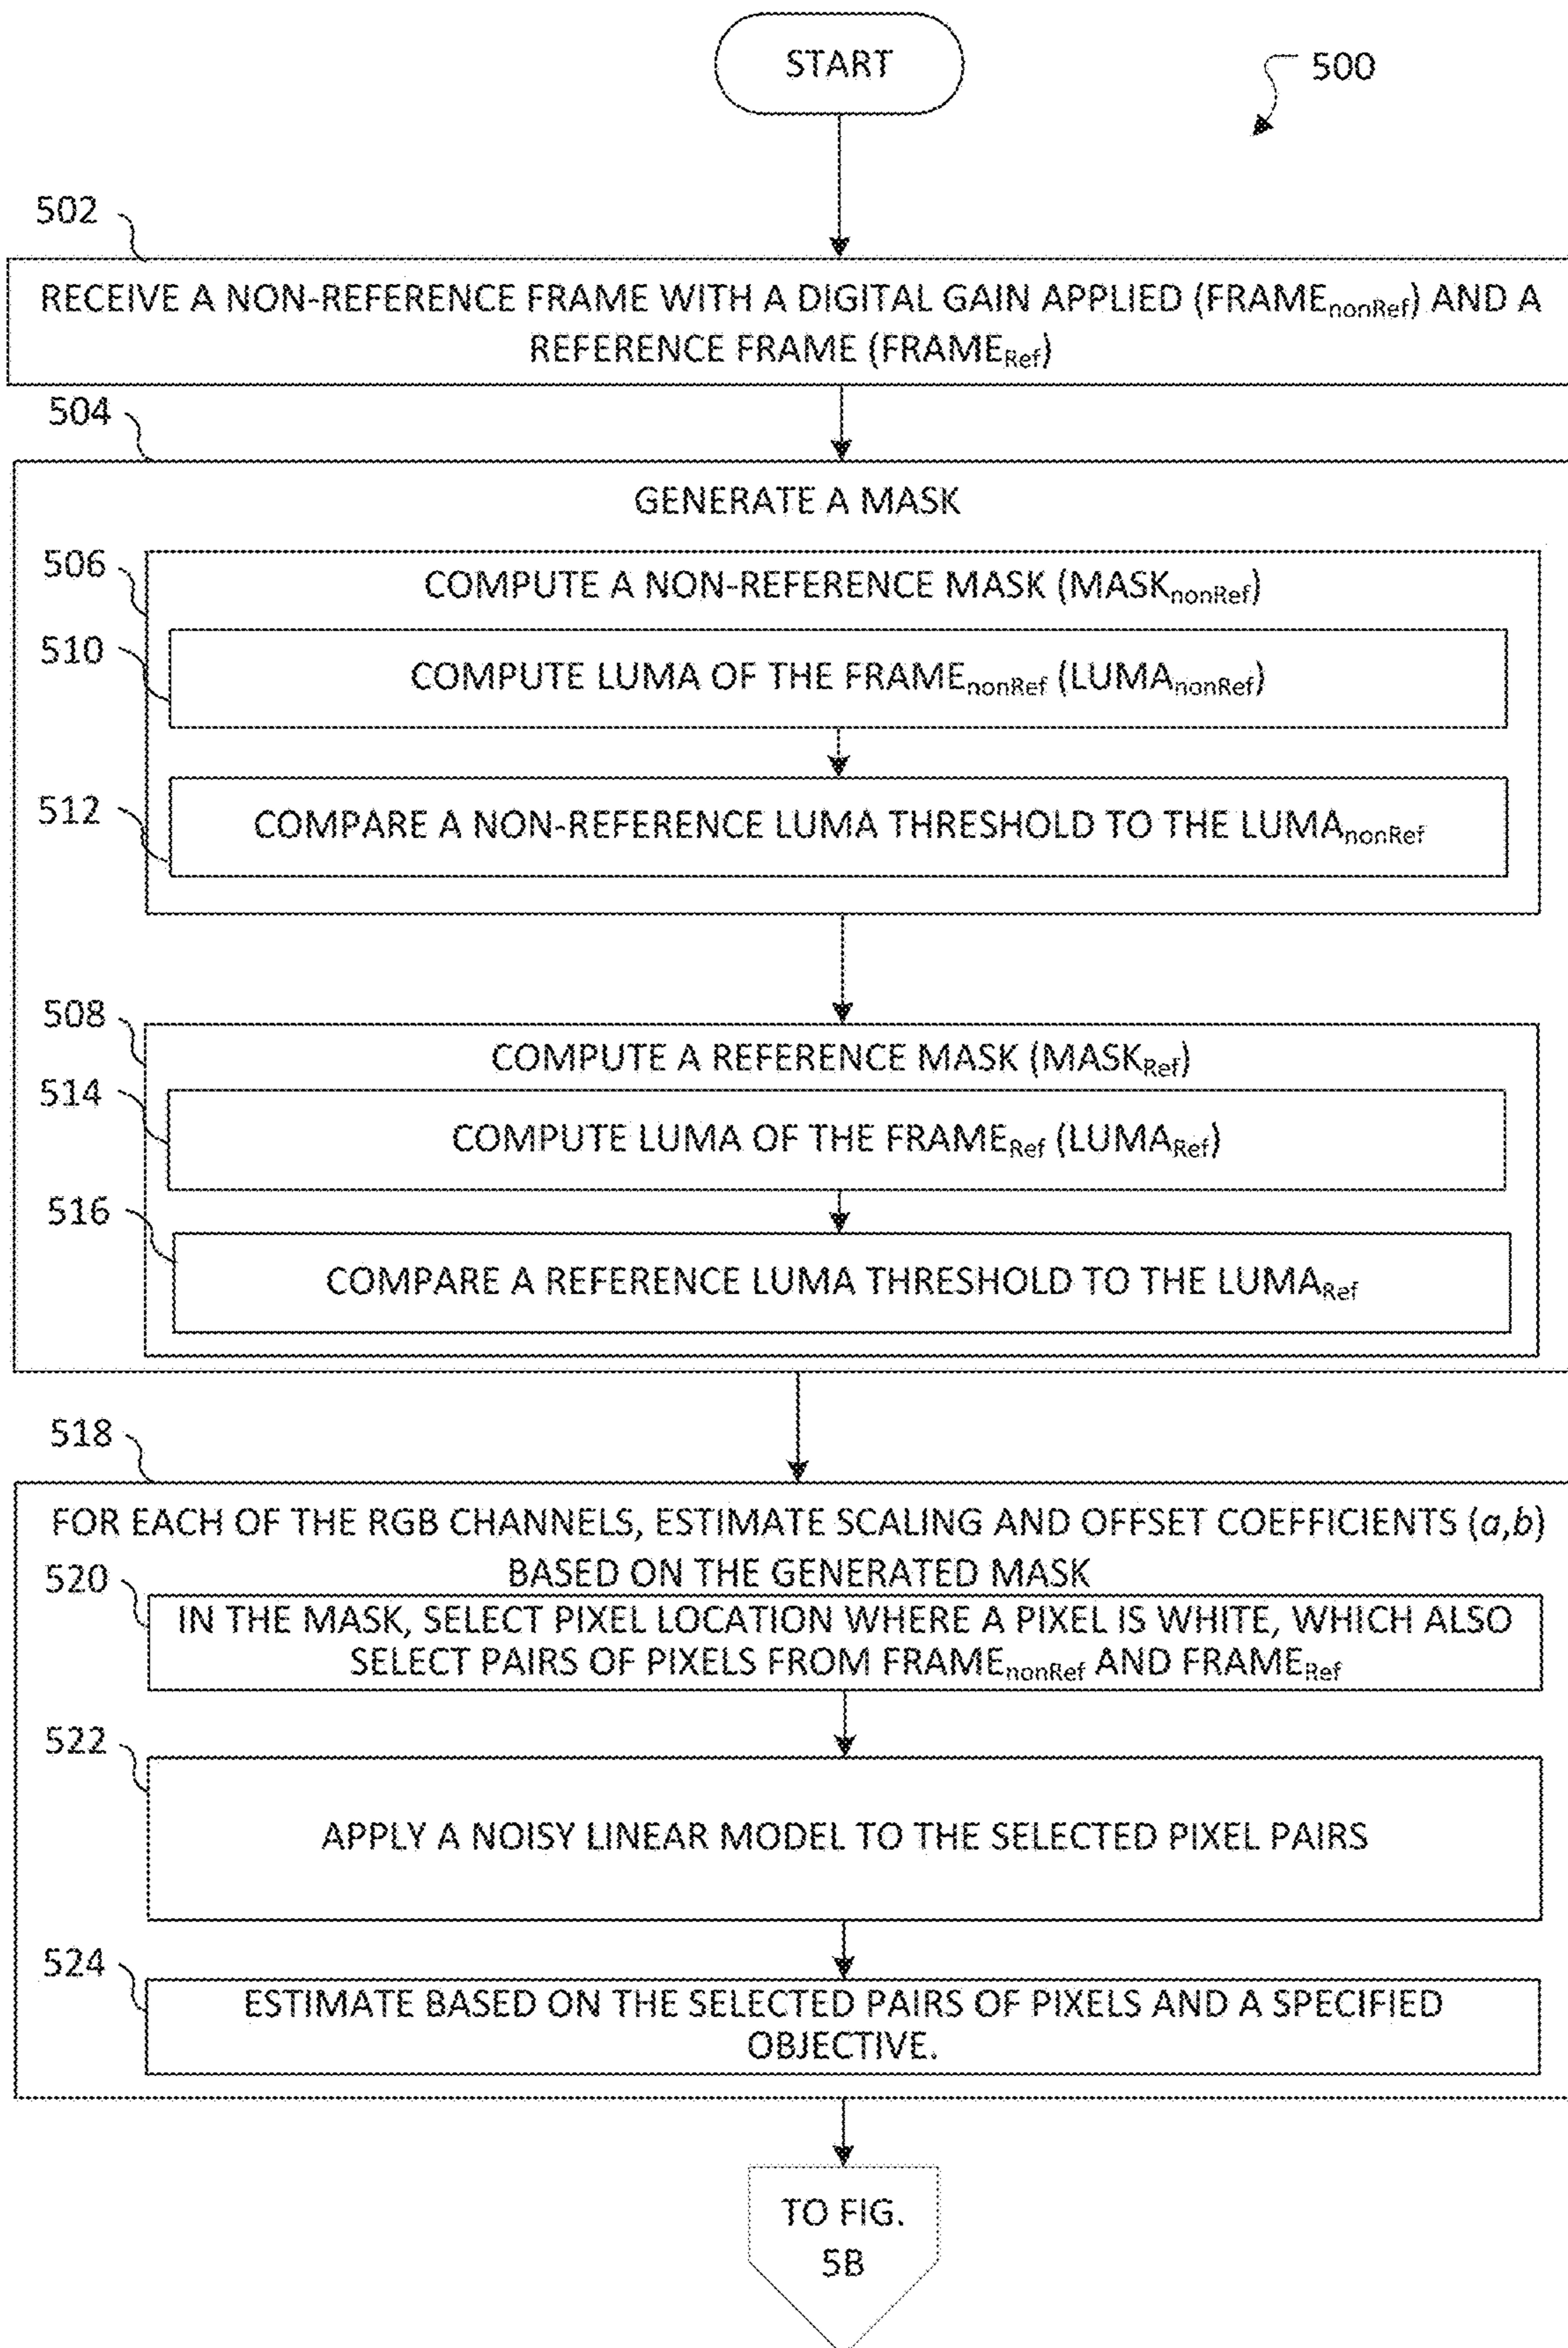 START
500
502
RECEIVE A NON-REFERENCE FRAME WITH A DIGITAL GAIN APPLIED (FRAMEnonRef) AND A
REFERENCE FRAME (FRAMERef)
504
GENERATE A MASK
506
COMPUTE A NON-REFERENCE MASK (MASKnonRef)
510
COMPUTE LUMA OF THE FRAMEnonRef (LUMAnonRef)
512
COMPARE A NON-REFERENCE LUMA THRESHOLD TO THE LUMAnonRef
508
COMPUTE A REFERENCE MASK (MASKRef)
514
COMPUTE LUMA OF THE FRAMERef (LUMARef)
516
COMPARE A REFERENCE LUMA THRESHOLD TO THE LUMARef
518
FOR EACH OF THE RGB CHANNELS, ESTIMATE SCALING AND OFFSET COEFFICIENTS (a,b)
BASED ON THE GENERATED MASK
520
IN THE MASK, SELECT PIXEL LOCATION WHERE A PIXEL IS WHITE, WHICH ALSO
SELECT PAIRS OF PIXELS FROM FRAMEnonRef AND FRAMERef
522
APPLY A NOISY LINEAR MODEL TO THE SELECTED PIXEL PAIRS
524
ESTIMATE BASED ON THE SELECTED PAIRS OF PIXELS AND A SPECIFIED
OBJECTIVE.
TO FIG.
5B